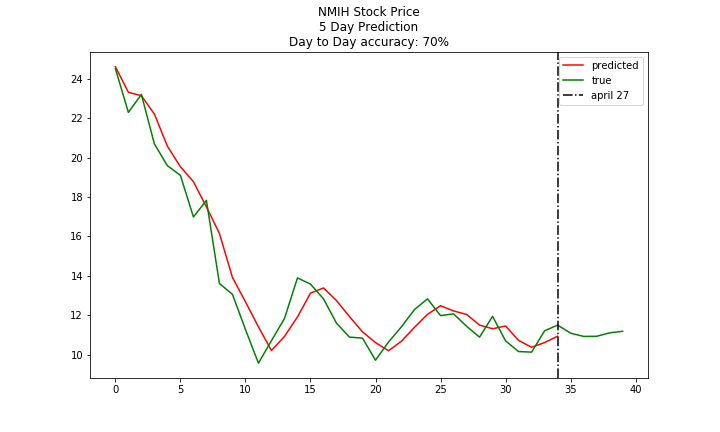 NMIH Stock Price
5 Day Prediction
Day to Day accuracy: 70%
predicted
true
april 27
24
22
20
18
16
14
12
10
0 5 10 15 20 25 30 35 40